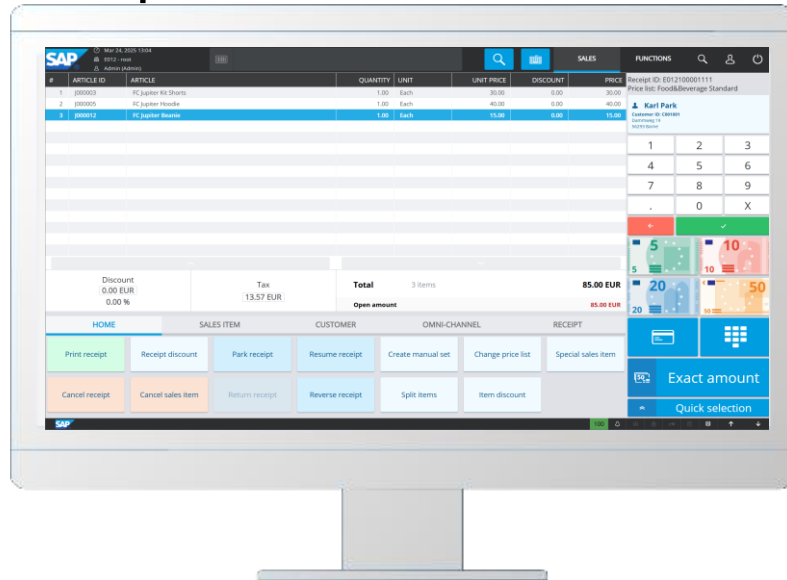 SAP
Mar 24, 2025 13:04
E012 - root
Admin (Admin)
SALES
FUNCTIONS
# ARTICLE ID ARTICLE QUANTITY UNIT UNIT PRICE DISCOUNT PRICE
1 J000003 FC Jupiter Kit Shorts 1.00 Each 30.00 0.00 30.00
2 J000005 FC Jupiter Hoodie 1.00 Each 40.00 0.00 40.00
3 J000012 FC Jupiter Beanie 1.00 Each 15.00 0.00 15.00
Receipt ID: E012100001111
Price list: Food&Beverage Standard
Karl Park
Customer ID: C001001
1 2 3
4 5 6
7 8 9
. 0 X
5 10
5 10
20 50
20 50
Discount
0.00 EUR
0.00 %
Tax
13.57 EUR
Total 3 items 85.00 EUR
Open amount 85.00 EUR
HOME SALES ITEM CUSTOMER OMNI-CHANNEL RECEIPT
Print receipt Receipt discount Park receipt Resume receipt Create manual set Change price list Special sales item
Cancel receipt Cancel sales item Return receipt Reverse receipt Split items Item discount
Exact amount
Quick selection
SAP
100